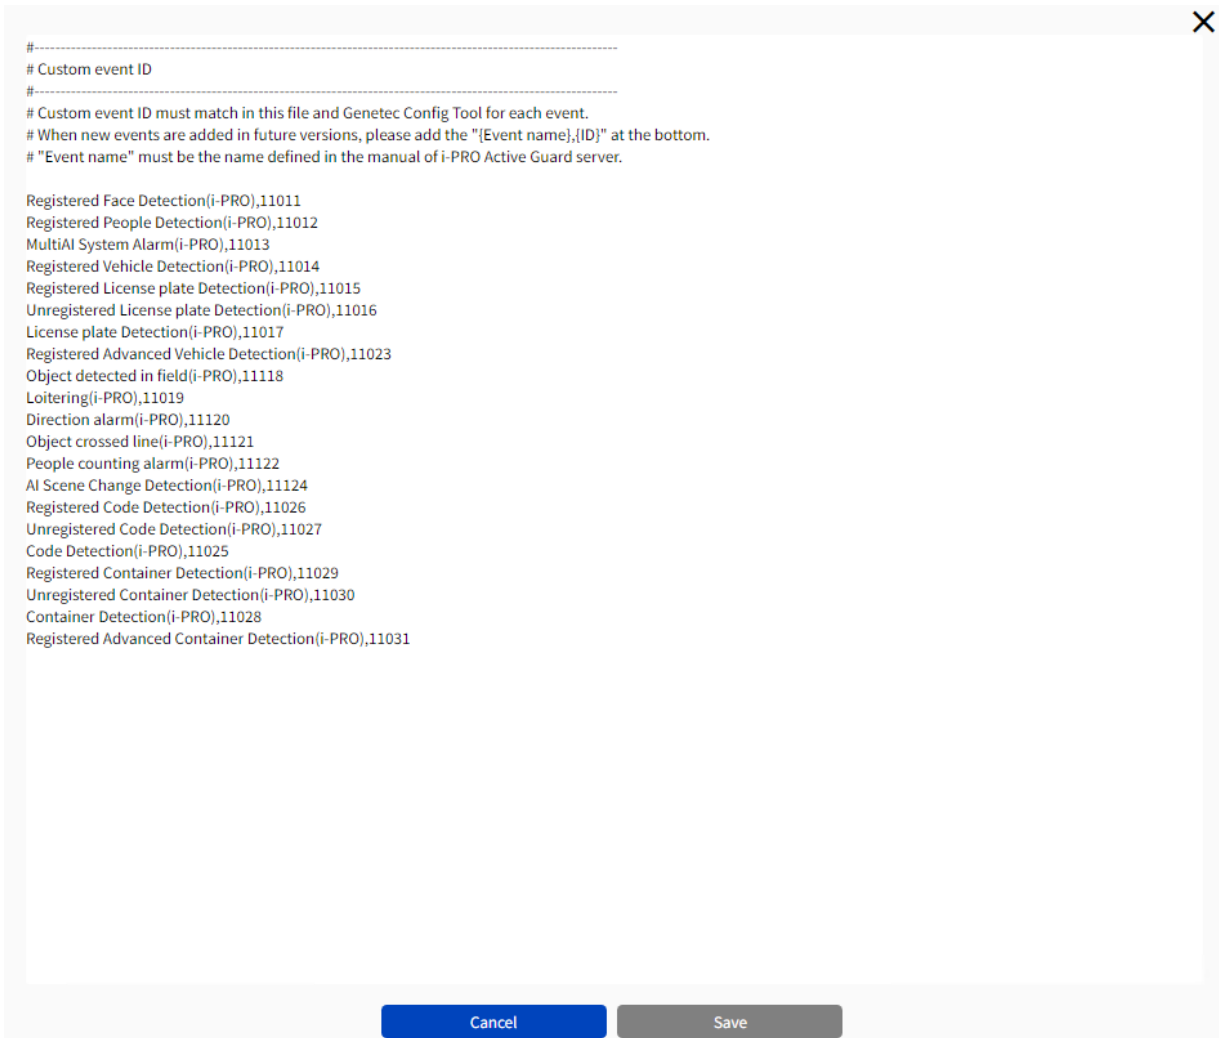 #-----------------------------------------------------------------------------------------------------------------
# Custom event ID
#-----------------------------------------------------------------------------------------------------------------
# Custom event ID must match in this file and Genetec Config Tool for each event.
# When new events are added in future versions, please add the "{Event name},{ID}" at the bottom.
# "Event name" must be the name defined in the manual of i-PRO Active Guard server.
Registered Face Detection(i-PRO),11011
Registered People Detection(i-PRO),11012
MultiAI System Alarm(i-PRO),11013
Registered Vehicle Detection(i-PRO),11014
Registered License plate Detection(i-PRO),11015
Unregistered License plate Detection(i-PRO),11016
License plate Detection(i-PRO),11017
Registered Advanced Vehicle Detection(i-PRO),11023
Object detected in field(i-PRO),11118
Loitering(i-PRO),11019
Direction alarm(i-PRO),11120
Object crossed line(i-PRO),11121
People counting alarm(i-PRO),11122
AI Scene Change Detection(i-PRO),11124
Registered Code Detection(i-PRO),11026
Unregistered Code Detection(i-PRO),11027
Code Detection(i-PRO),11025
Registered Container Detection(i-PRO),11029
Unregistered Container Detection(i-PRO),11030
Container Detection(i-PRO),11028
Registered Advanced Container Detection(i-PRO),11031
Cancel
Save